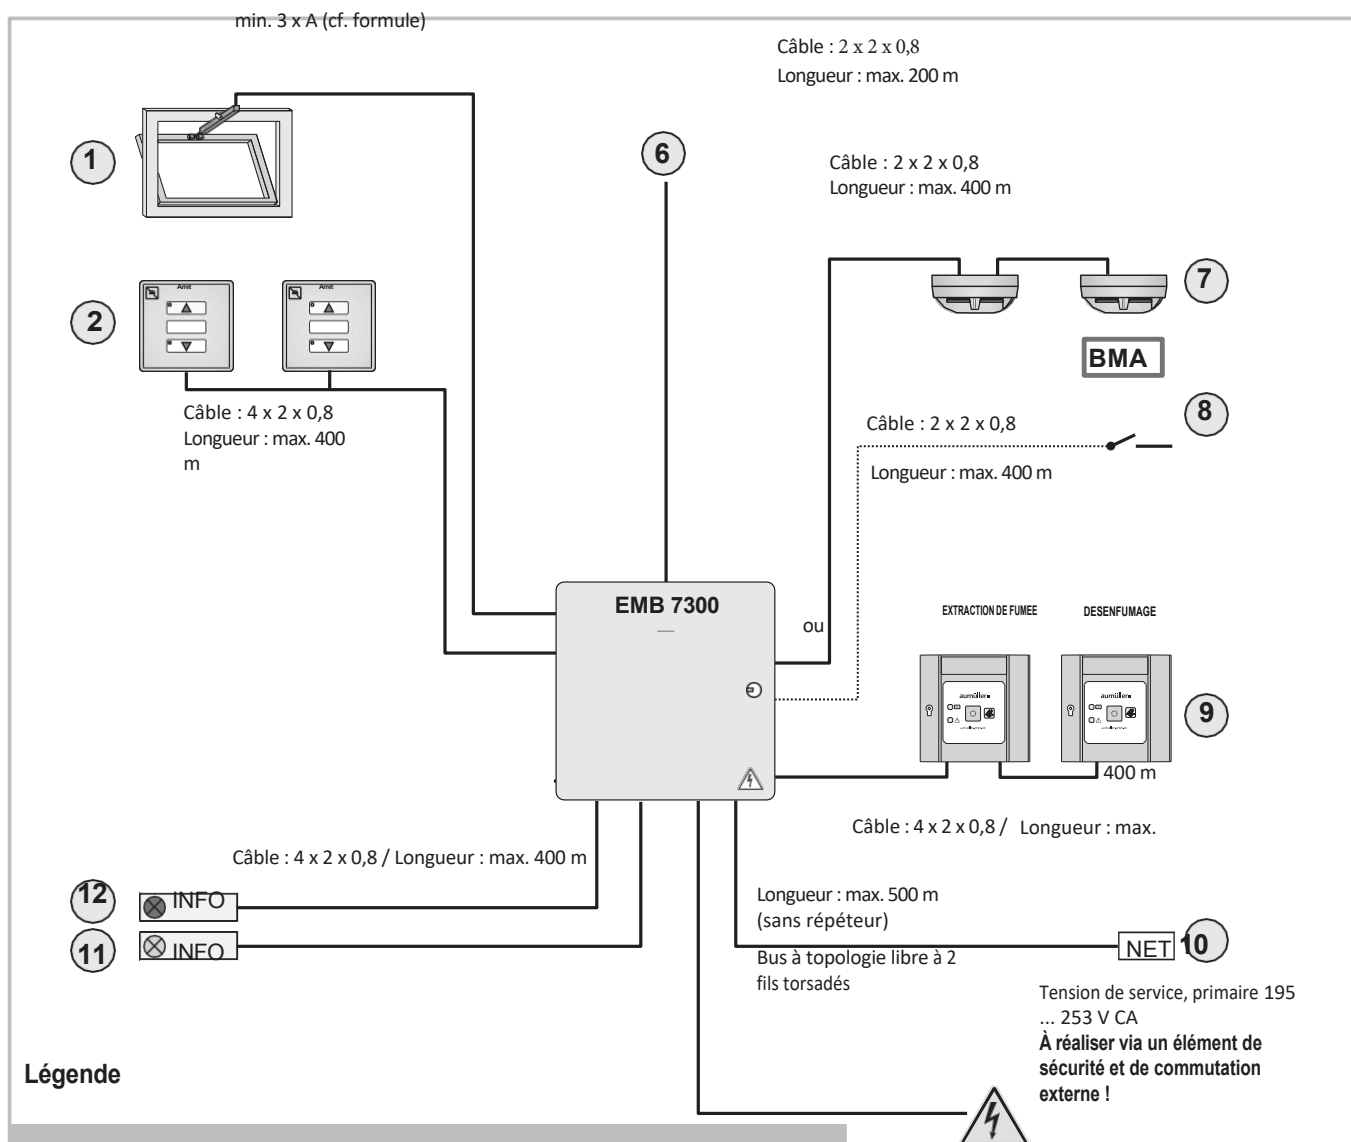 min. 3 x A (cf. formule)
Câble : 2 x 2 x 0,8
Longueur : max. 200 m
1
6
Câble : 2 x 2 x 0,8
Longueur : max. 400 m
7
2
BMA
Câble : 4 x 2 x 0,8
Longueur : max. 400
m
8
Câble : 2 x 2 x 0,8
Longueur : max. 400 m
EMB 7300
ou
EXTRACTION DE FUMEE
DESENFUMAGE
aumüller
aumüller
9
400 m
Câble : 4 x 2 x 0,8 / Longueur : max.
Câble : 4 x 2 x 0,8 / Longueur : max. 400 m
12
INFO
11
INFO
Longueur : max. 500 m
(sans répéteur)
Bus à topologie libre à 2
fils torsadés
NET
10
Tension de service, primaire 195
... 253 V CA
À réaliser via un élément de
sécurité et de commutation
externe !
Légende